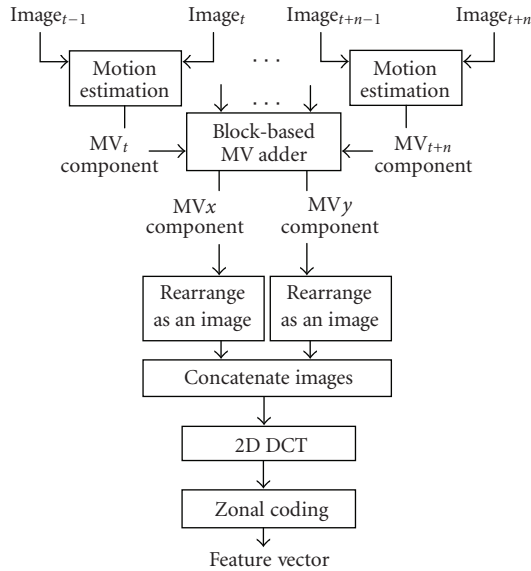 Image_{t−1} Image_t Image_{t+n−1} Image_{t+n}
. . .
Motion
estimation
Motion
estimation
. . .
MV_t
component
Block-based
MV adder
MV_{t+n}
component
MVx
component
MVy
component
Rearrange
as an image
Rearrange
as an image
Concatenate images
2D DCT
Zonal coding
Feature vector